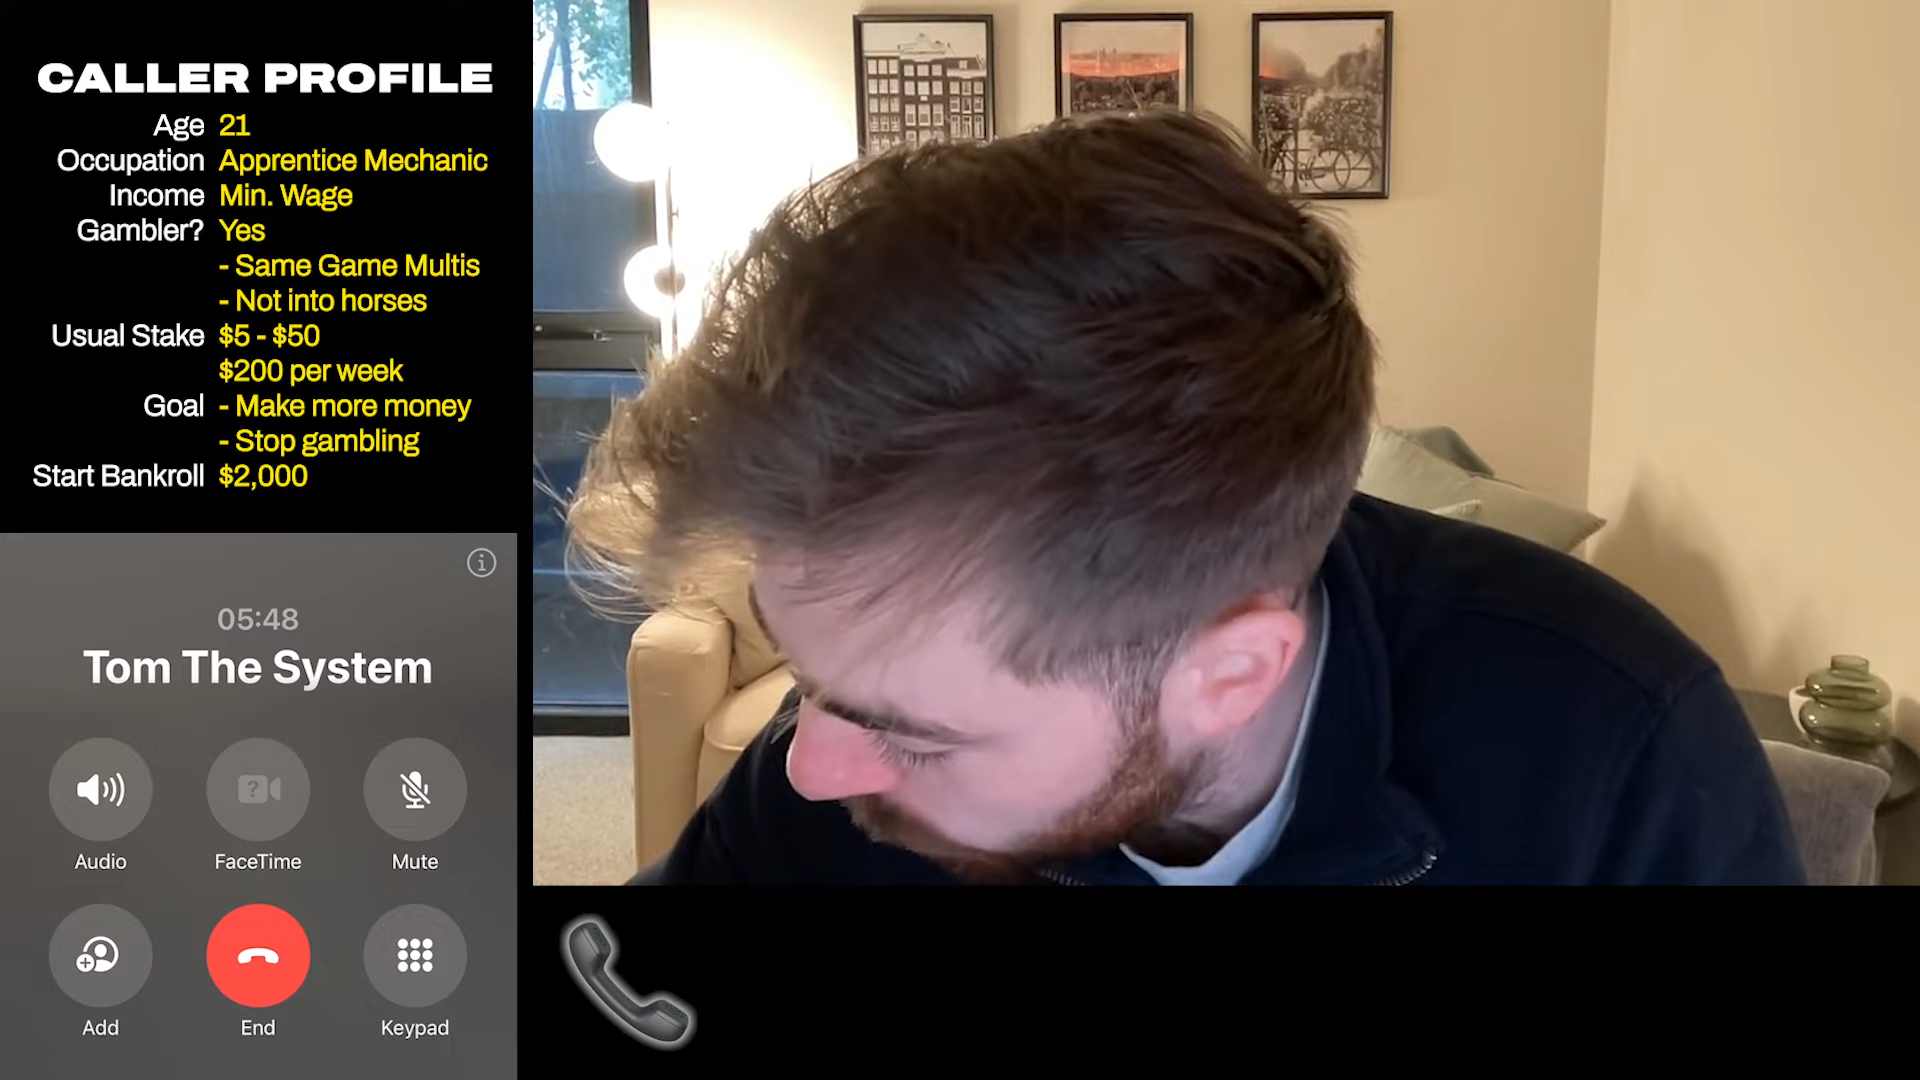 CALLER PROFILE
Age 21
Occupation Apprentice Mechanic
Income Min. Wage
Gambler? Yes
- Same Game Multis
- Not into horses
Usual Stake $5 - $50
$200 per week
Goal - Make more money
- Stop gambling
Start Bankroll $2,000
05:48
Tom The System
Audio FaceTime Mute
Add End Keypad